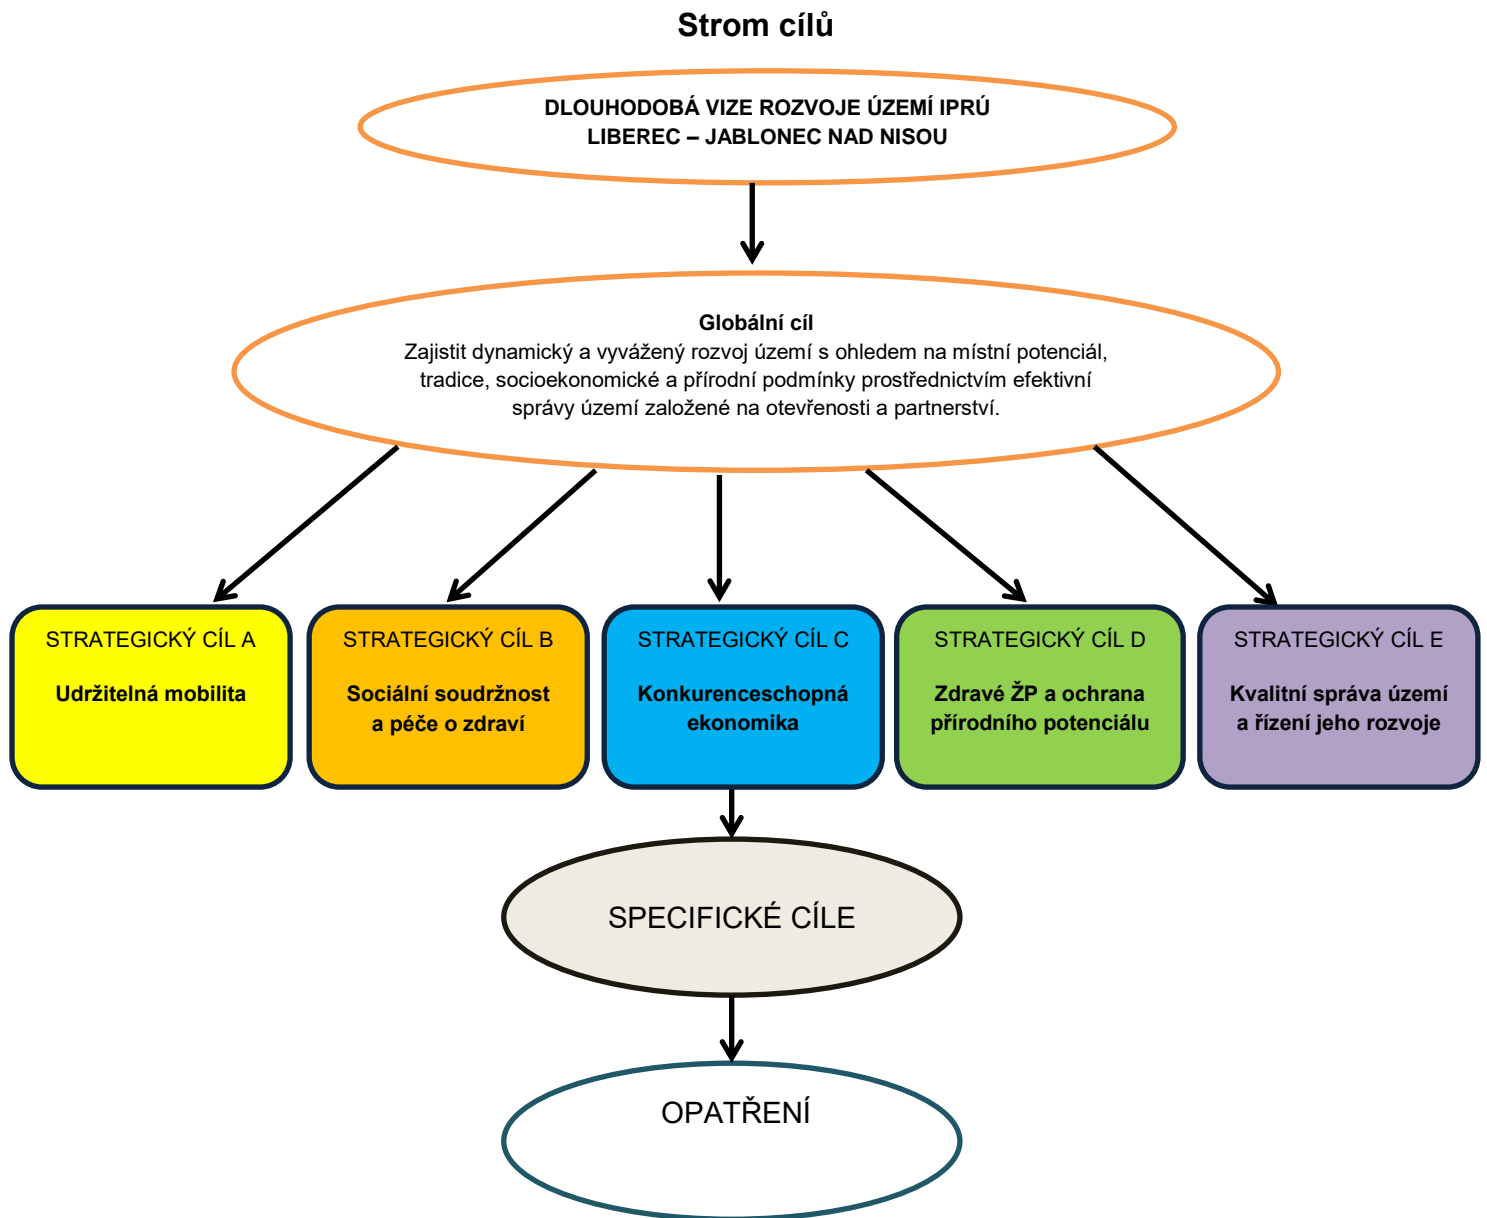 Strom cílů
DLOUHODOBÁ VIZE ROZVOJE ÚZEMÍ IPRÚ
LIBEREC – JABLONEC NAD NISOU
Globální cíl
Zajistit dynamický a vyvážený rozvoj území s ohledem na místní potenciál,
tradice, socioekonomické a přírodní podmínky prostřednictvím efektivní
správy území založené na otevřenosti a partnerství.
STRATEGICKÝ CÍL A
Udržitelná mobilita
STRATEGICKÝ CÍL B
Sociální soudržnost
a péče o zdraví
STRATEGICKÝ CÍL C
Konkurenceschopná
ekonomika
STRATEGICKÝ CÍL D
Zdravé ŽP a ochrana
přírodního potenciálu
STRATEGICKÝ CÍL E
Kvalitní správa území
a řízení jeho rozvoje
SPECIFICKÉ CÍLE
OPATŘENÍ